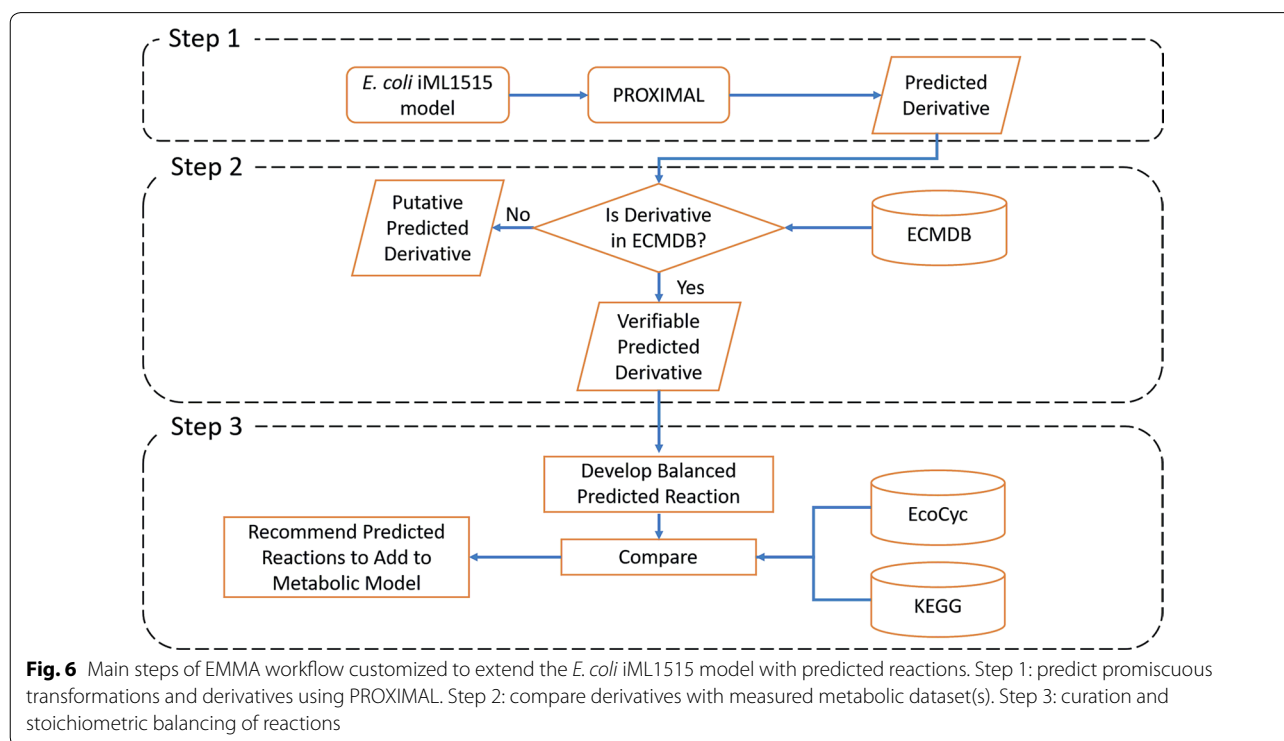 Step 1
E. coli iML1515
model
PROXIMAL
Predicted
Derivative
Step 2
Putative
Predicted
Derivative
No
Is Derivative
in ECMDB?
ECMDB
Yes
Verifiable
Predicted
Derivative
Step 3
Develop Balanced
Predicted Reaction
EcoCyc
Recommend Predicted
Reactions to Add to
Metabolic Model
Compare
KEGG
Fig. 6 Main steps of EMMA workflow customized to extend the E. coli iML1515 model with predicted reactions. Step 1: predict promiscuous
transformations and derivatives using PROXIMAL. Step 2: compare derivatives with measured metabolic dataset(s). Step 3: curation and
stoichiometric balancing of reactions